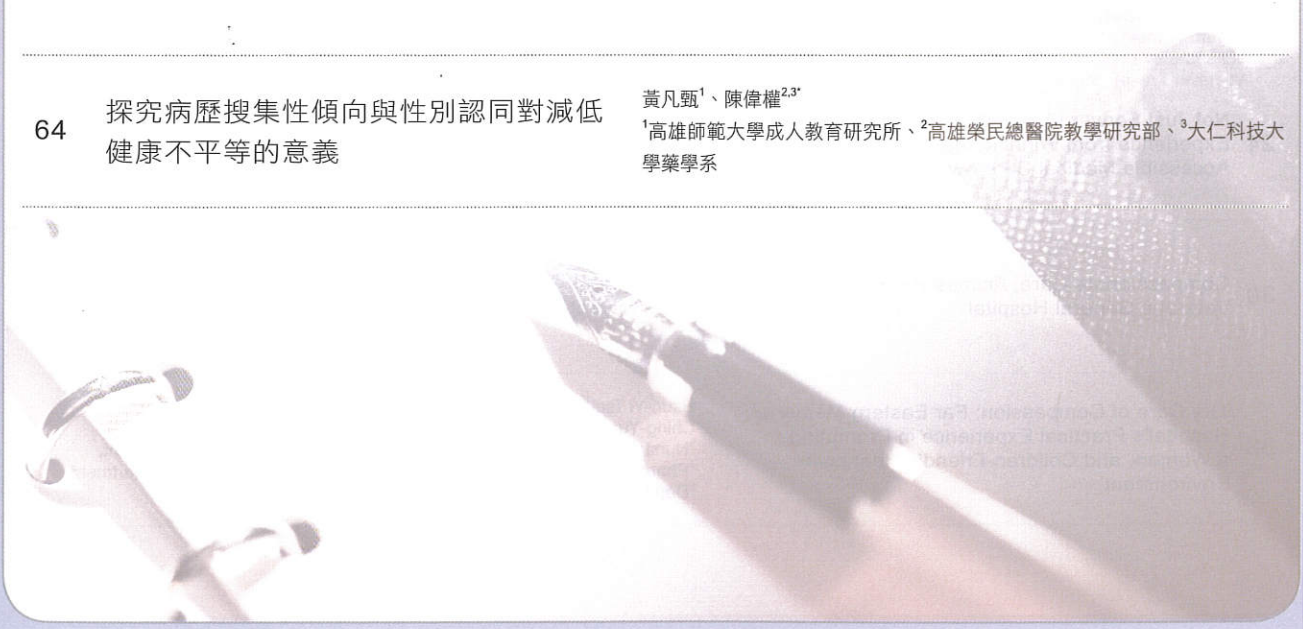 64
探究病歷搜集性傾向與性別認同對減低
健康不平等的意義
黃凡甄¹、陳偉權²,³*
¹高雄師範大學成人教育研究所、²高雄榮民總醫院教學研究部、³大仁科技大
學藥學系